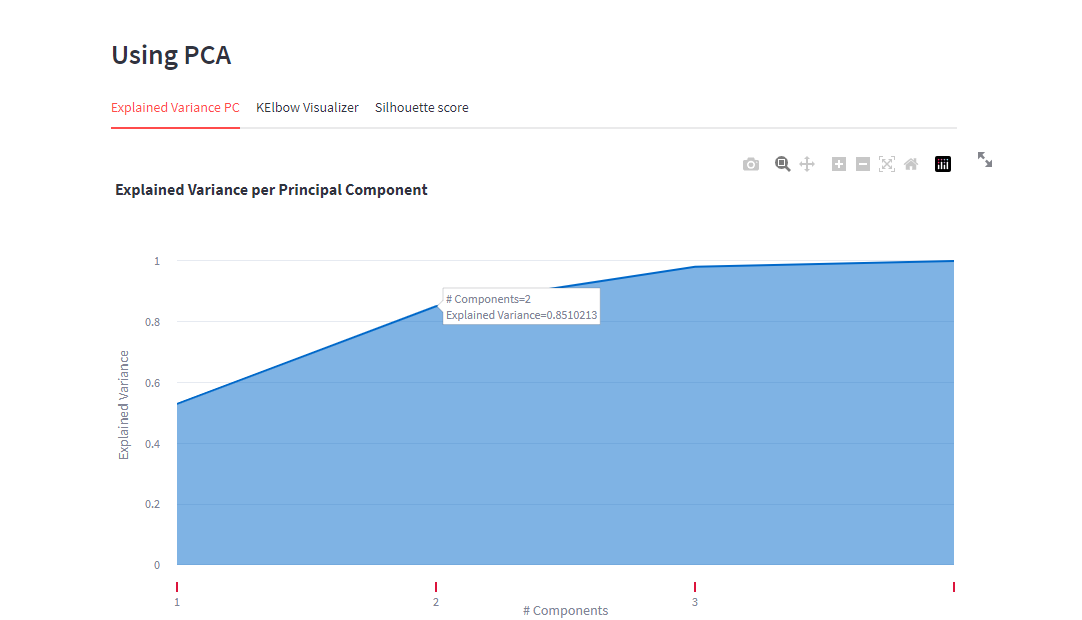 Using PCA
Explained Variance PC KElbow Visualizer Silhouette score
Explained Variance per Principal Component
1
0.8
0.6
0.4
0.2
0
Explained Variance
# Components=2
Explained Variance=0.8510213
1 2 3
# Components